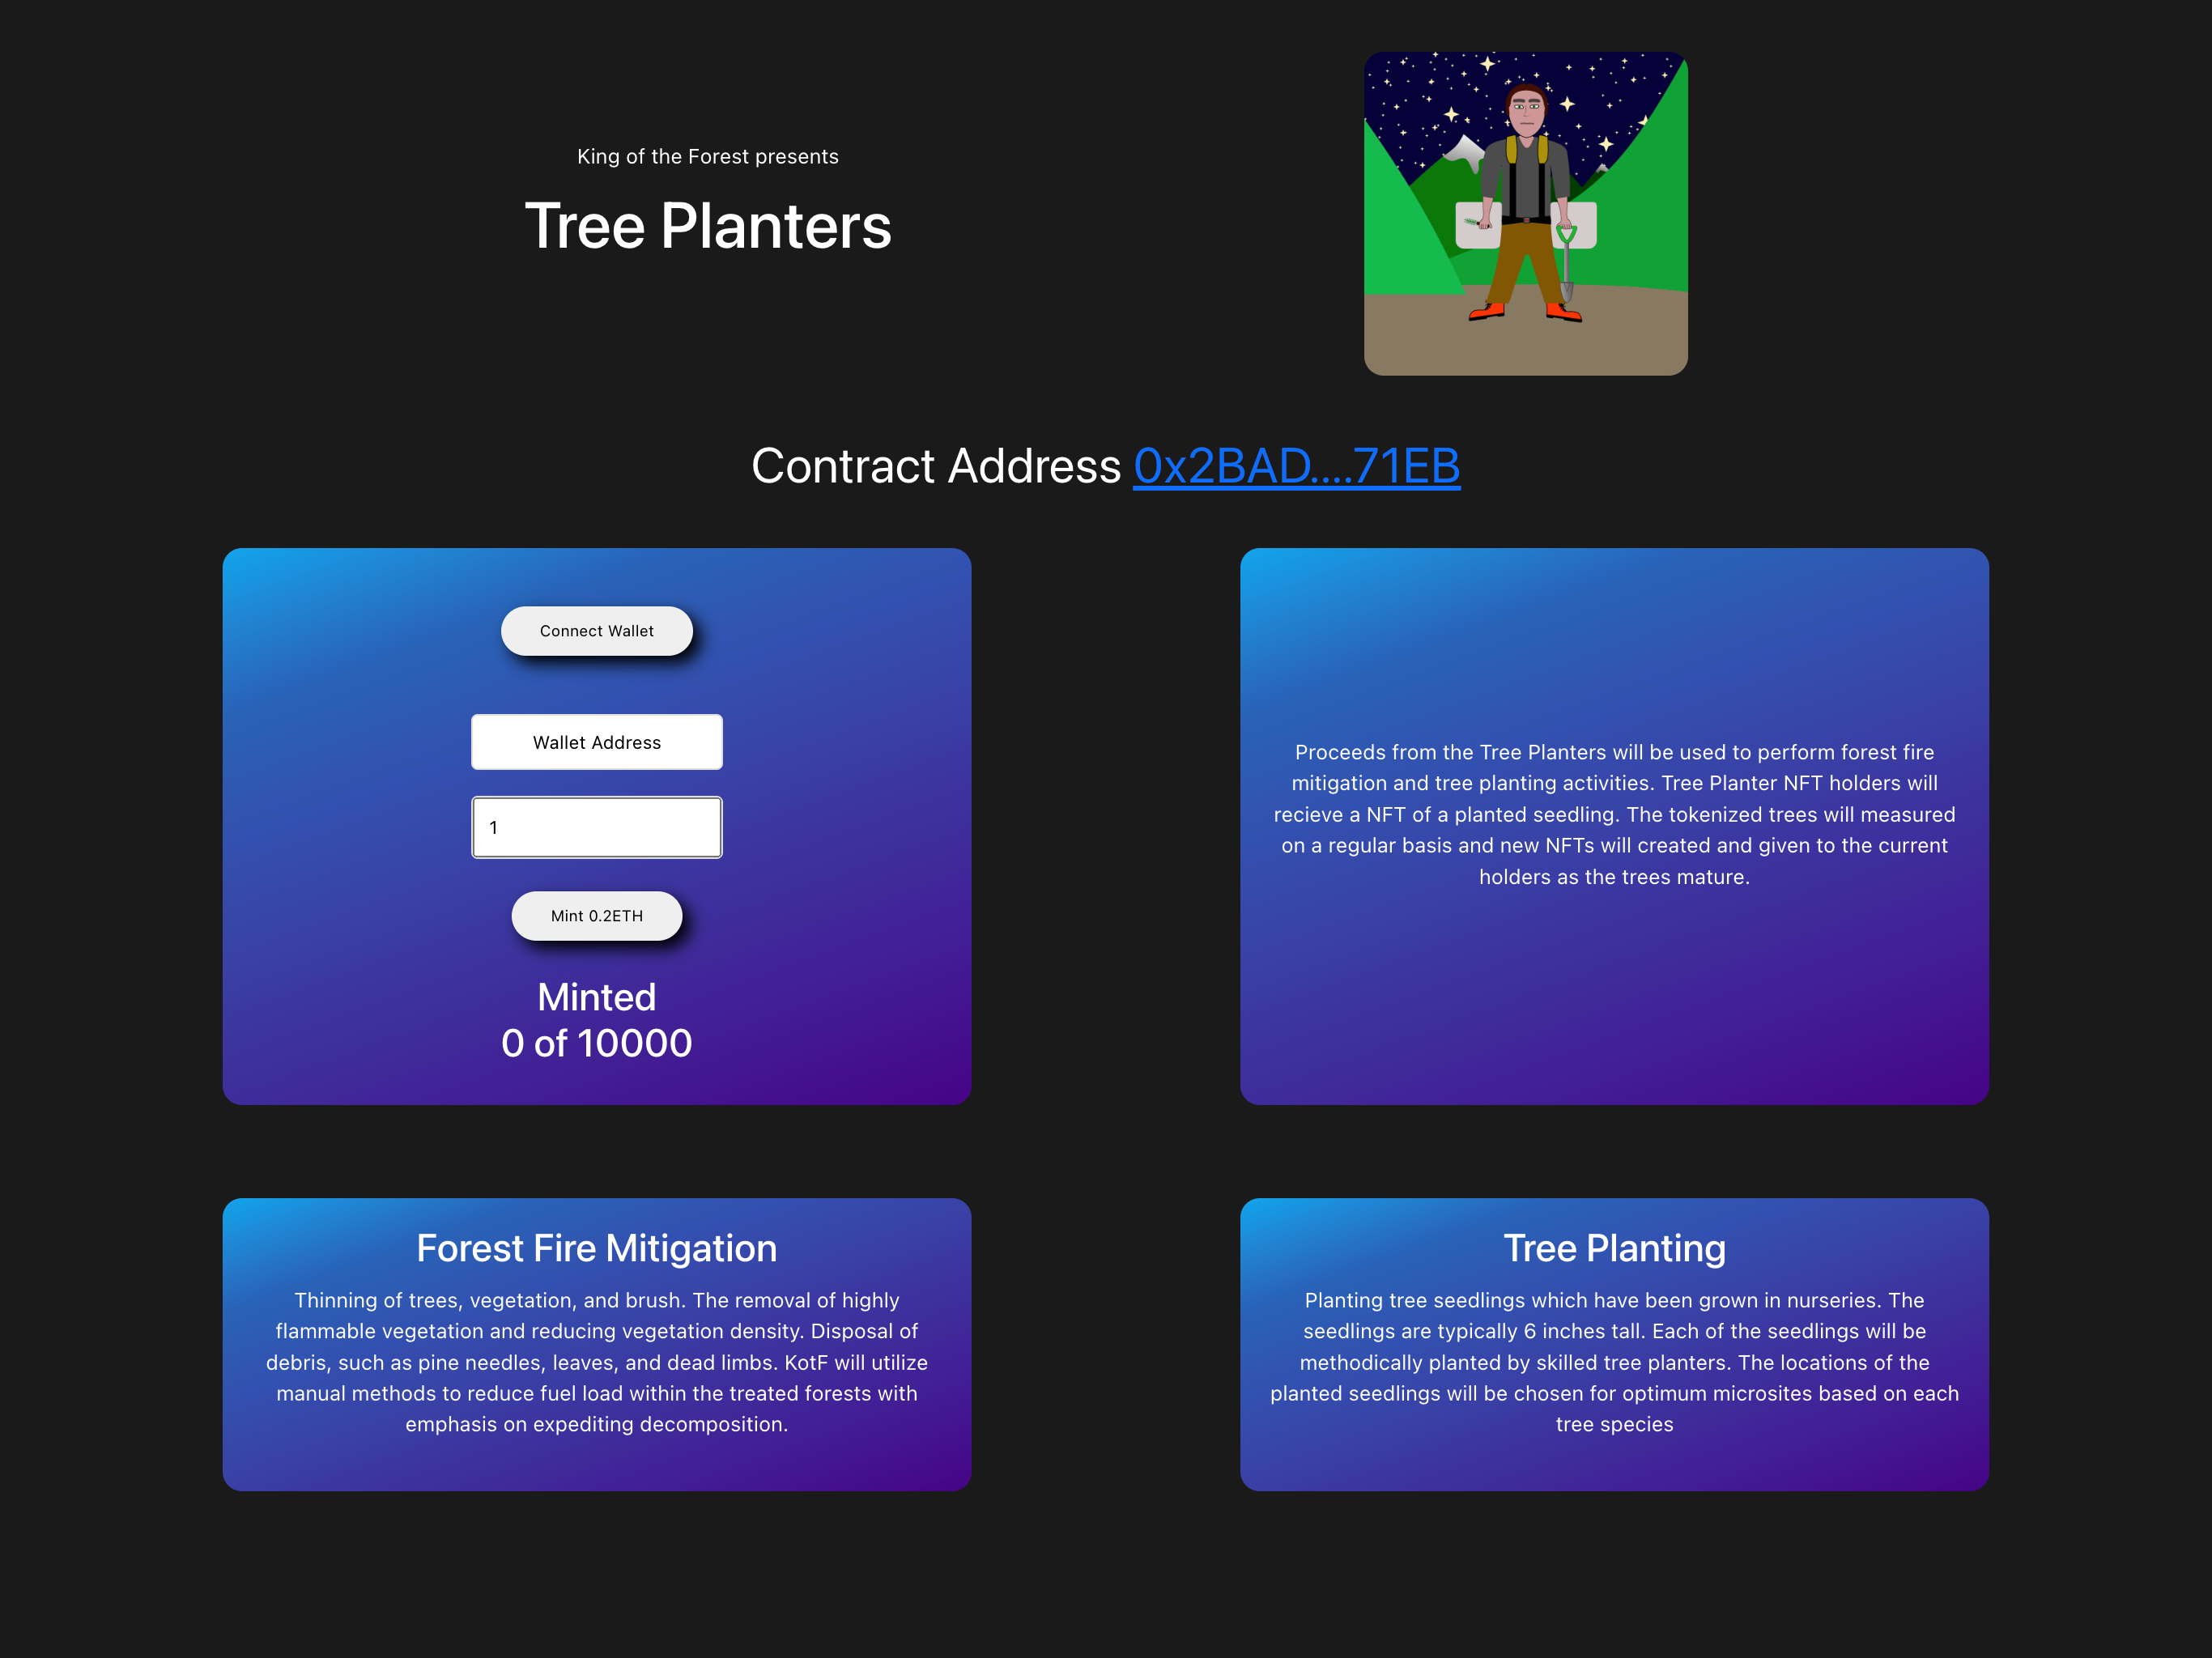 King of the Forest presents
Tree Planters
Contract Address 0x2BAD....71EB
Connect Wallet
Wallet Address
1
Mint 0.2ETH
Minted
0 of 10000
Proceeds from the Tree Planters will be used to perform forest fire
mitigation and tree planting activities. Tree Planter NFT holders will
recieve a NFT of a planted seedling. The tokenized trees will measured
on a regular basis and new NFTs will created and given to the current
holders as the trees mature.
Forest Fire Mitigation
Thinning of trees, vegetation, and brush. The removal of highly
flammable vegetation and reducing vegetation density. Disposal of
debris, such as pine needles, leaves, and dead limbs. KotF will utilize
manual methods to reduce fuel load within the treated forests with
emphasis on expediting decomposition.
Tree Planting
Planting tree seedlings which have been grown in nurseries. The
seedlings are typically 6 inches tall. Each of the seedlings will be
methodically planted by skilled tree planters. The locations of the
planted seedlings will be chosen for optimum microsites based on each
tree species